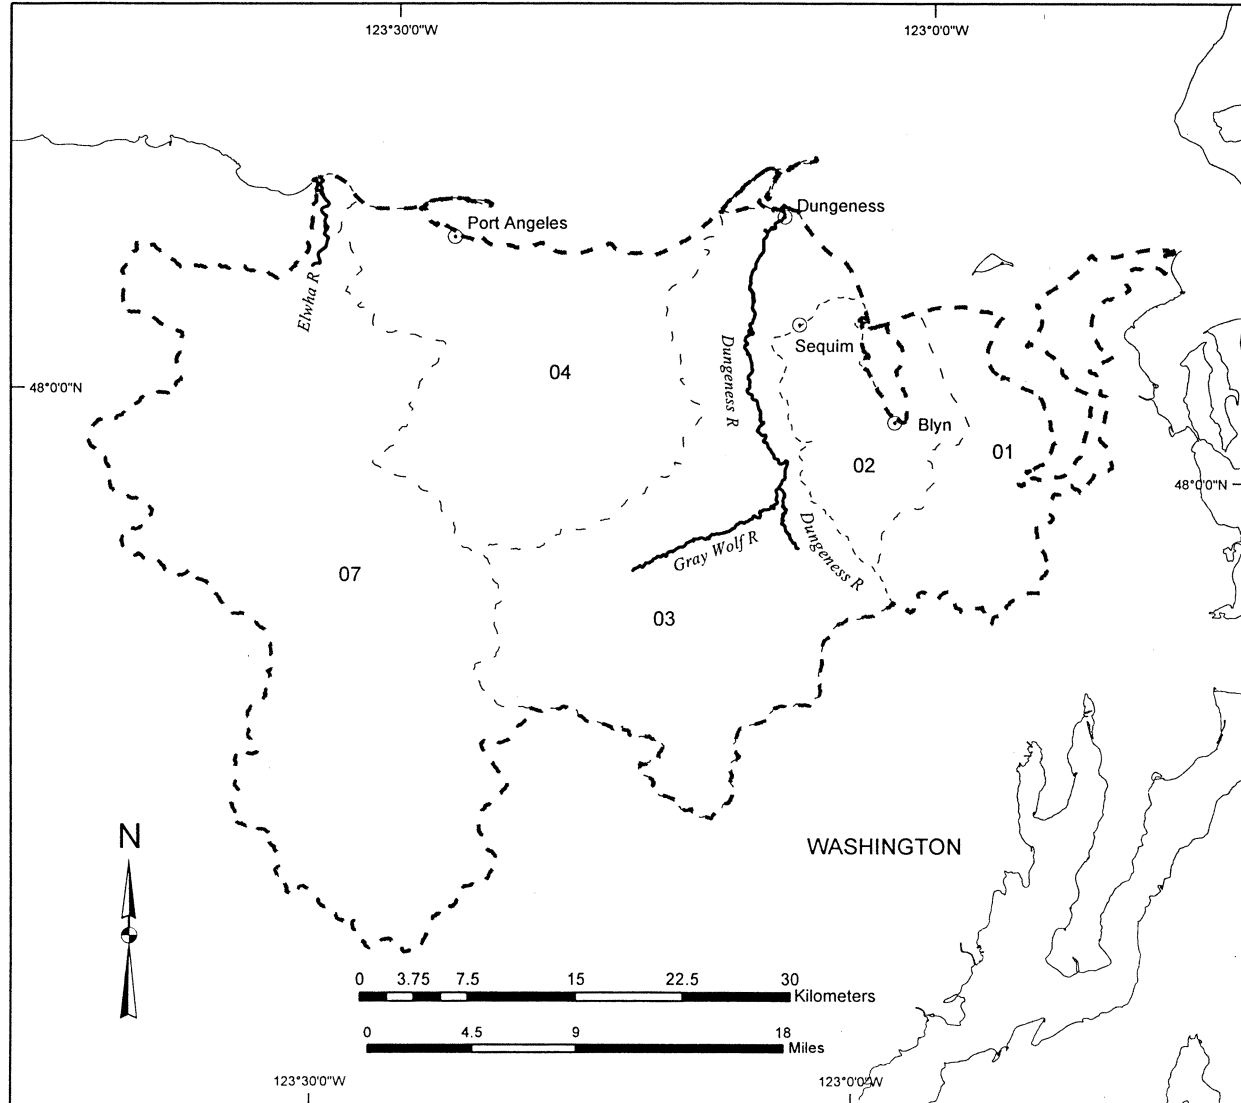 123°30'0"W
123°0'0"W
Dungeness
Port Angeles
Elwha R
Sequim
Dungeness R
04
48°0'0"N
Blyn
01
02
48°0'0"N
Dungeness R
Gray Wolf R
07
03
N
WASHINGTON
0 3.75 7.5 15 22.5 30
Kilometers
0 4.5 9 18
Miles
123°30'0"W
123°0'0"W